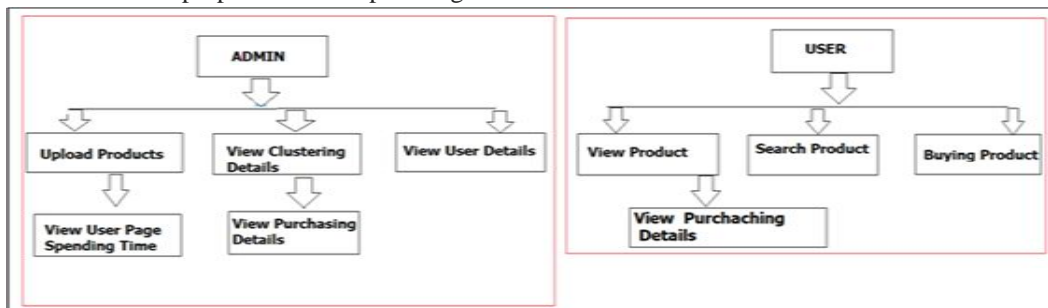 ADMIN
Upload Products
View Clustering
Details
View User Details
View User Page
Spending Time
View Purchasing
Details
USER
View Product
Search Product
Buying Product
View Purchaching
Details